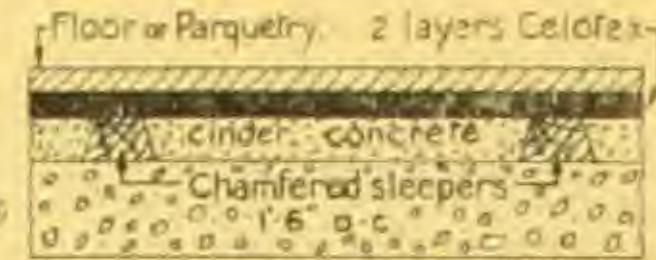 Floor or Parquetry. 2 layers Celotex
cinder concrete
Chamfered sleepers
1'-6" o-c